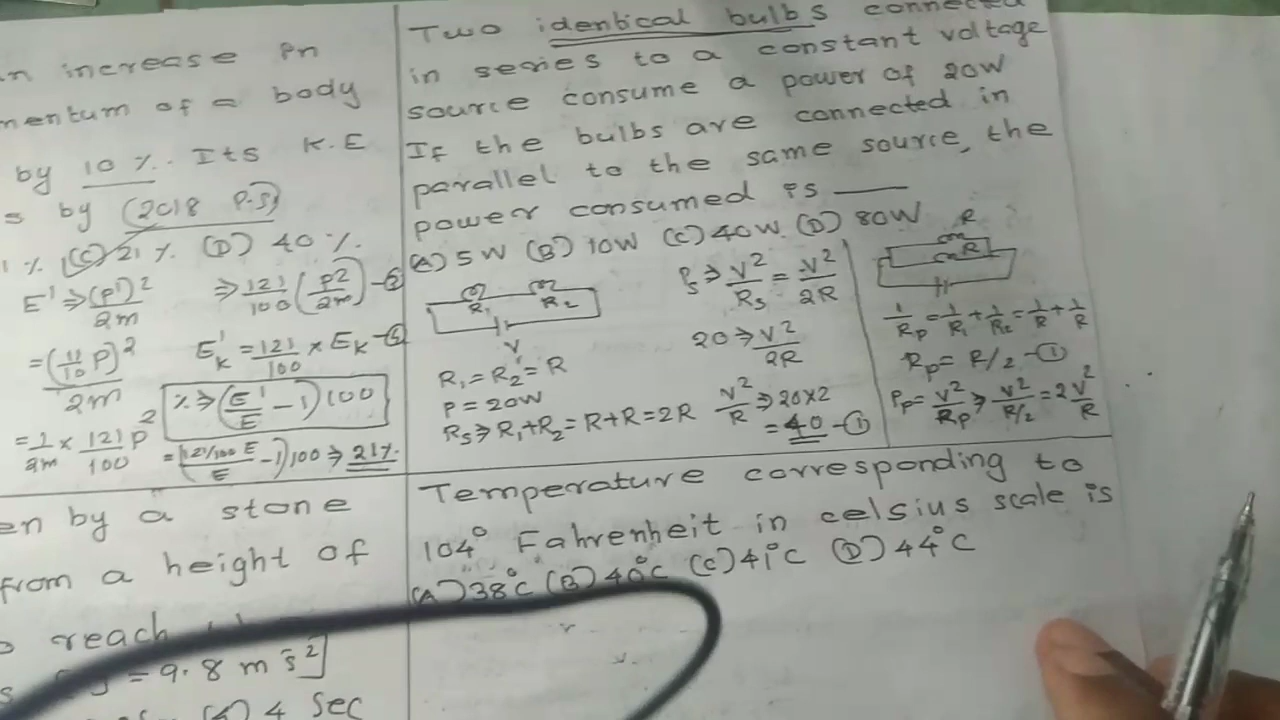 in increase in
mentum of a body
by 10 %. Its K.E
s by (2018 P.S)
1 % (C) 21 % (D) 40 %.
E' ⇒ (P')²/2m ⇒ 121/100 (P²/2m) -②
= (11/10 P)²/2m E'k = 121/100 × Ek -⑤
= 1/2m × 121/100 P² % ⇒ (E'/E - 1) 100
= (121/100 E/E - 1) 100 ⇒ 21%
Two identical bulbs connected
in series to a constant voltage
source consume a power of 20W
If the bulbs are connected in
parallel to the same source, the
power consumed is ——
(A) 5W (B) 10W (C) 40W (D) 80W
R1 R2
V
R1 = R2 = R
P = 20W
Rs ⇒ R1+R2 = R+R = 2R
Ps ⇒ V²/Rs = V²/2R
20 ⇒ V²/2R
V²/R ⇒ 20×2
= 40 -①
R
R
1/Rp = 1/R1 + 1/R2 = 1/R + 1/R
Rp = R/2 -①
Pp = V²/Rp ⇒ V²/R/2 = 2V²/R
en by a stone
from a height of
reach
= 9.8 m s²]
4 Sec
Temperature corresponding to
104° Fahrenheit in celsius scale is
(A) 38°C (B) 40°C (C) 41°C (D) 44°C